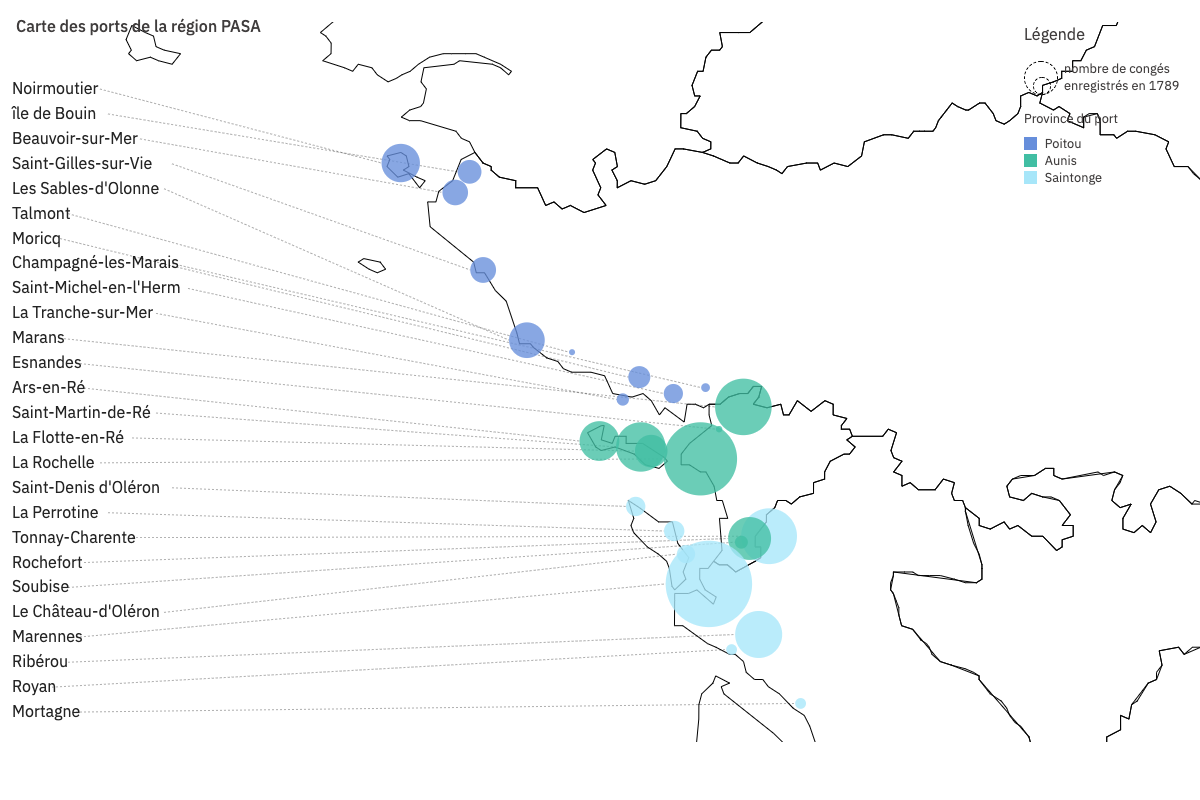 Carte des ports de la région PASA
Légende
nombre de congés
enregistrés en 1789
Province du port
Poitou
Aunis
Saintonge
Noirmoutier
île de Bouin
Beauvoir-sur-Mer
Saint-Gilles-sur-Vie
Les Sables-d'Olonne
Talmont
Moricq
Champagné-les-Marais
Saint-Michel-en-l'Herm
La Tranche-sur-Mer
Marans
Esnandes
Ars-en-Ré
Saint-Martin-de-Ré
La Flotte-en-Ré
La Rochelle
Saint-Denis d'Oléron
La Perrotine
Tonnay-Charente
Rochefort
Soubise
Le Château-d'Oléron
Marennes
Ribérou
Royan
Mortagne